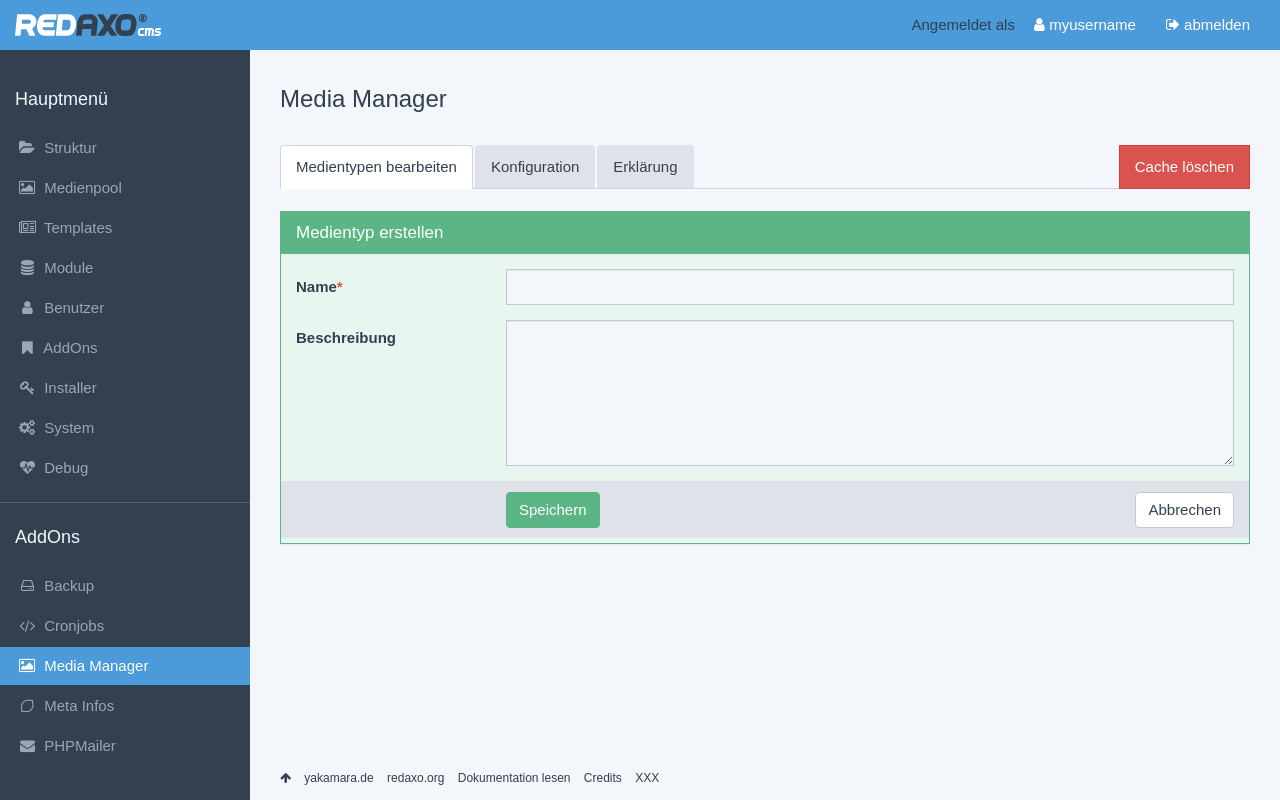 REDAXO® cms
Angemeldet als myusername abmelden
Hauptmenü
Struktur
Medienpool
Templates
Module
Benutzer
AddOns
Installer
System
Debug
AddOns
Backup
Cronjobs
Media Manager
Meta Infos
PHPMailer
Media Manager
Medientypen bearbeiten Konfiguration Erklärung Cache löschen
Medientyp erstellen
Name*
Beschreibung
Speichern Abbrechen
yakamara.de redaxo.org Dokumentation lesen Credits XXX